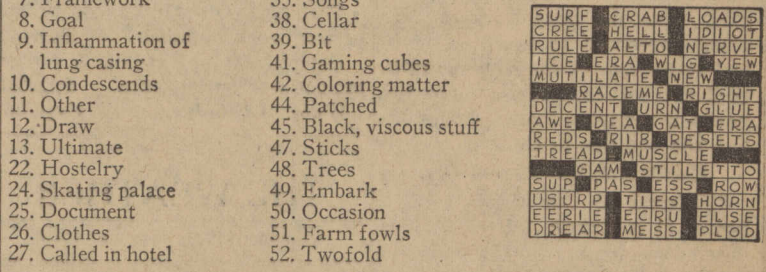 7. Framework
8. Goal
9. Inflammation of
lung casing
10. Condescends
11. Other
12. Draw
13. Ultimate
22. Hostelry
24. Skating palace
25. Document
26. Clothes
27. Called in hotel
35. Songs
38. Cellar
39. Bit
41. Gaming cubes
42. Coloring matter
44. Patched
45. Black, viscous stuff
47. Sticks
48. Trees
49. Embark
50. Occasion
51. Farm fowls
52. Twofold
SURF CRAB LOADS
CREE HELL IDIOT
RULE ALTO NERVE
ICE ERA WIG YEW
MUTILATE NEW
RACEME RIGHT
DECENT URN GLUE
AWE DEA GAT ERA
REDS RIB RESETS
TREAD MUSCLE
GAM STILETTO
SUP PAS ESS ROW
USURP TIES HORN
EERIE ECRU ELSE
DREAR MESS PLOD